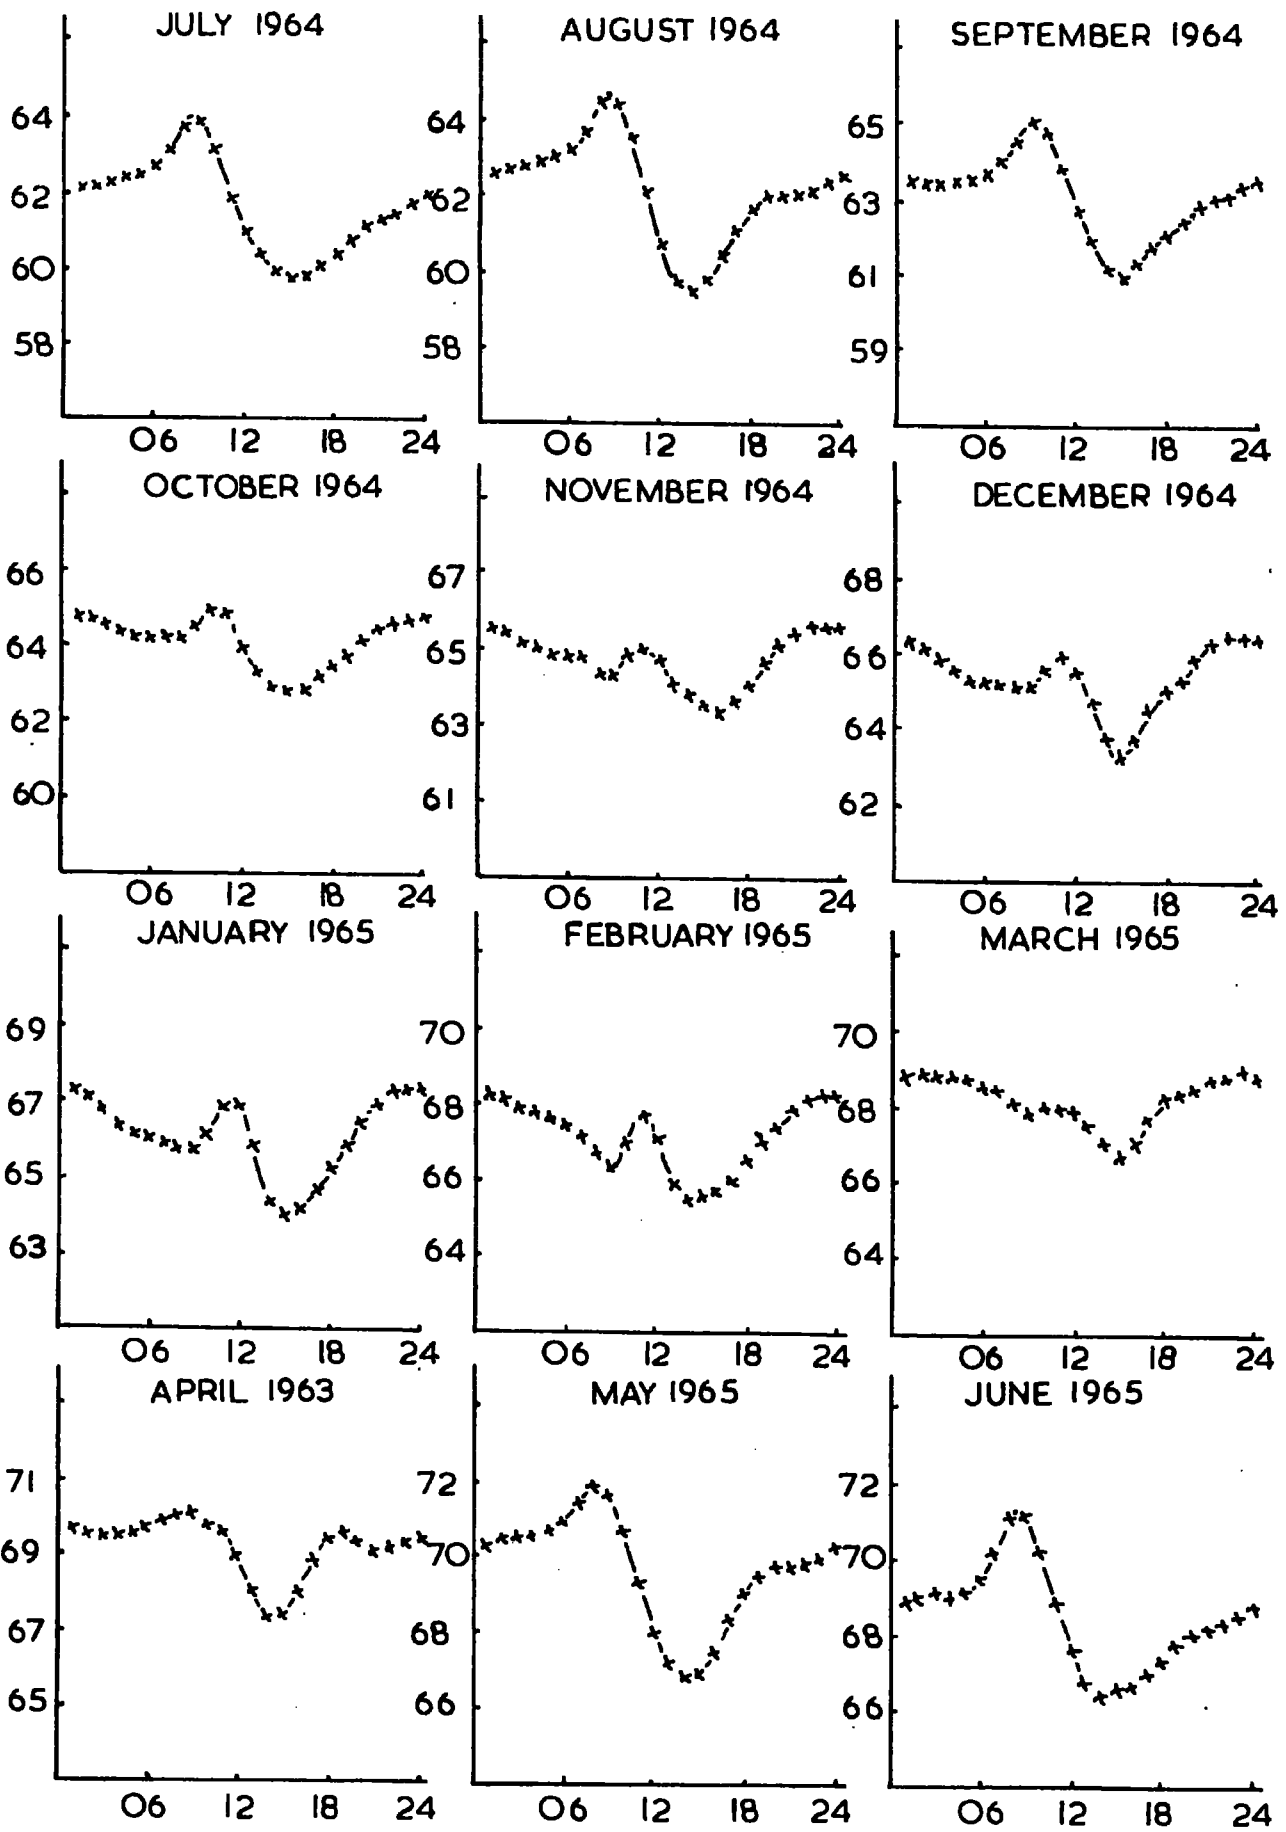 JULY 1964
64
62
60
58
06 12 18 24
AUGUST 1964
64
62
60
58
06 12 18 24
SEPTEMBER 1964
65
63
61
59
06 12 18 24
OCTOBER 1964
66
64
62
60
06 12 18 24
NOVEMBER 1964
67
65
63
61
06 12 18 24
DECEMBER 1964
68
66
64
62
06 12 18 24
JANUARY 1965
69
67
65
63
06 12 18 24
FEBRUARY 1965
70
68
66
64
06 12 18 24
MARCH 1965
70
68
66
64
06 12 18 24
APRIL 1963
71
69
67
65
06 12 18 24
MAY 1965
72
70
68
66
06 12 18 24
JUNE 1965
72
70
68
66
06 12 18 24